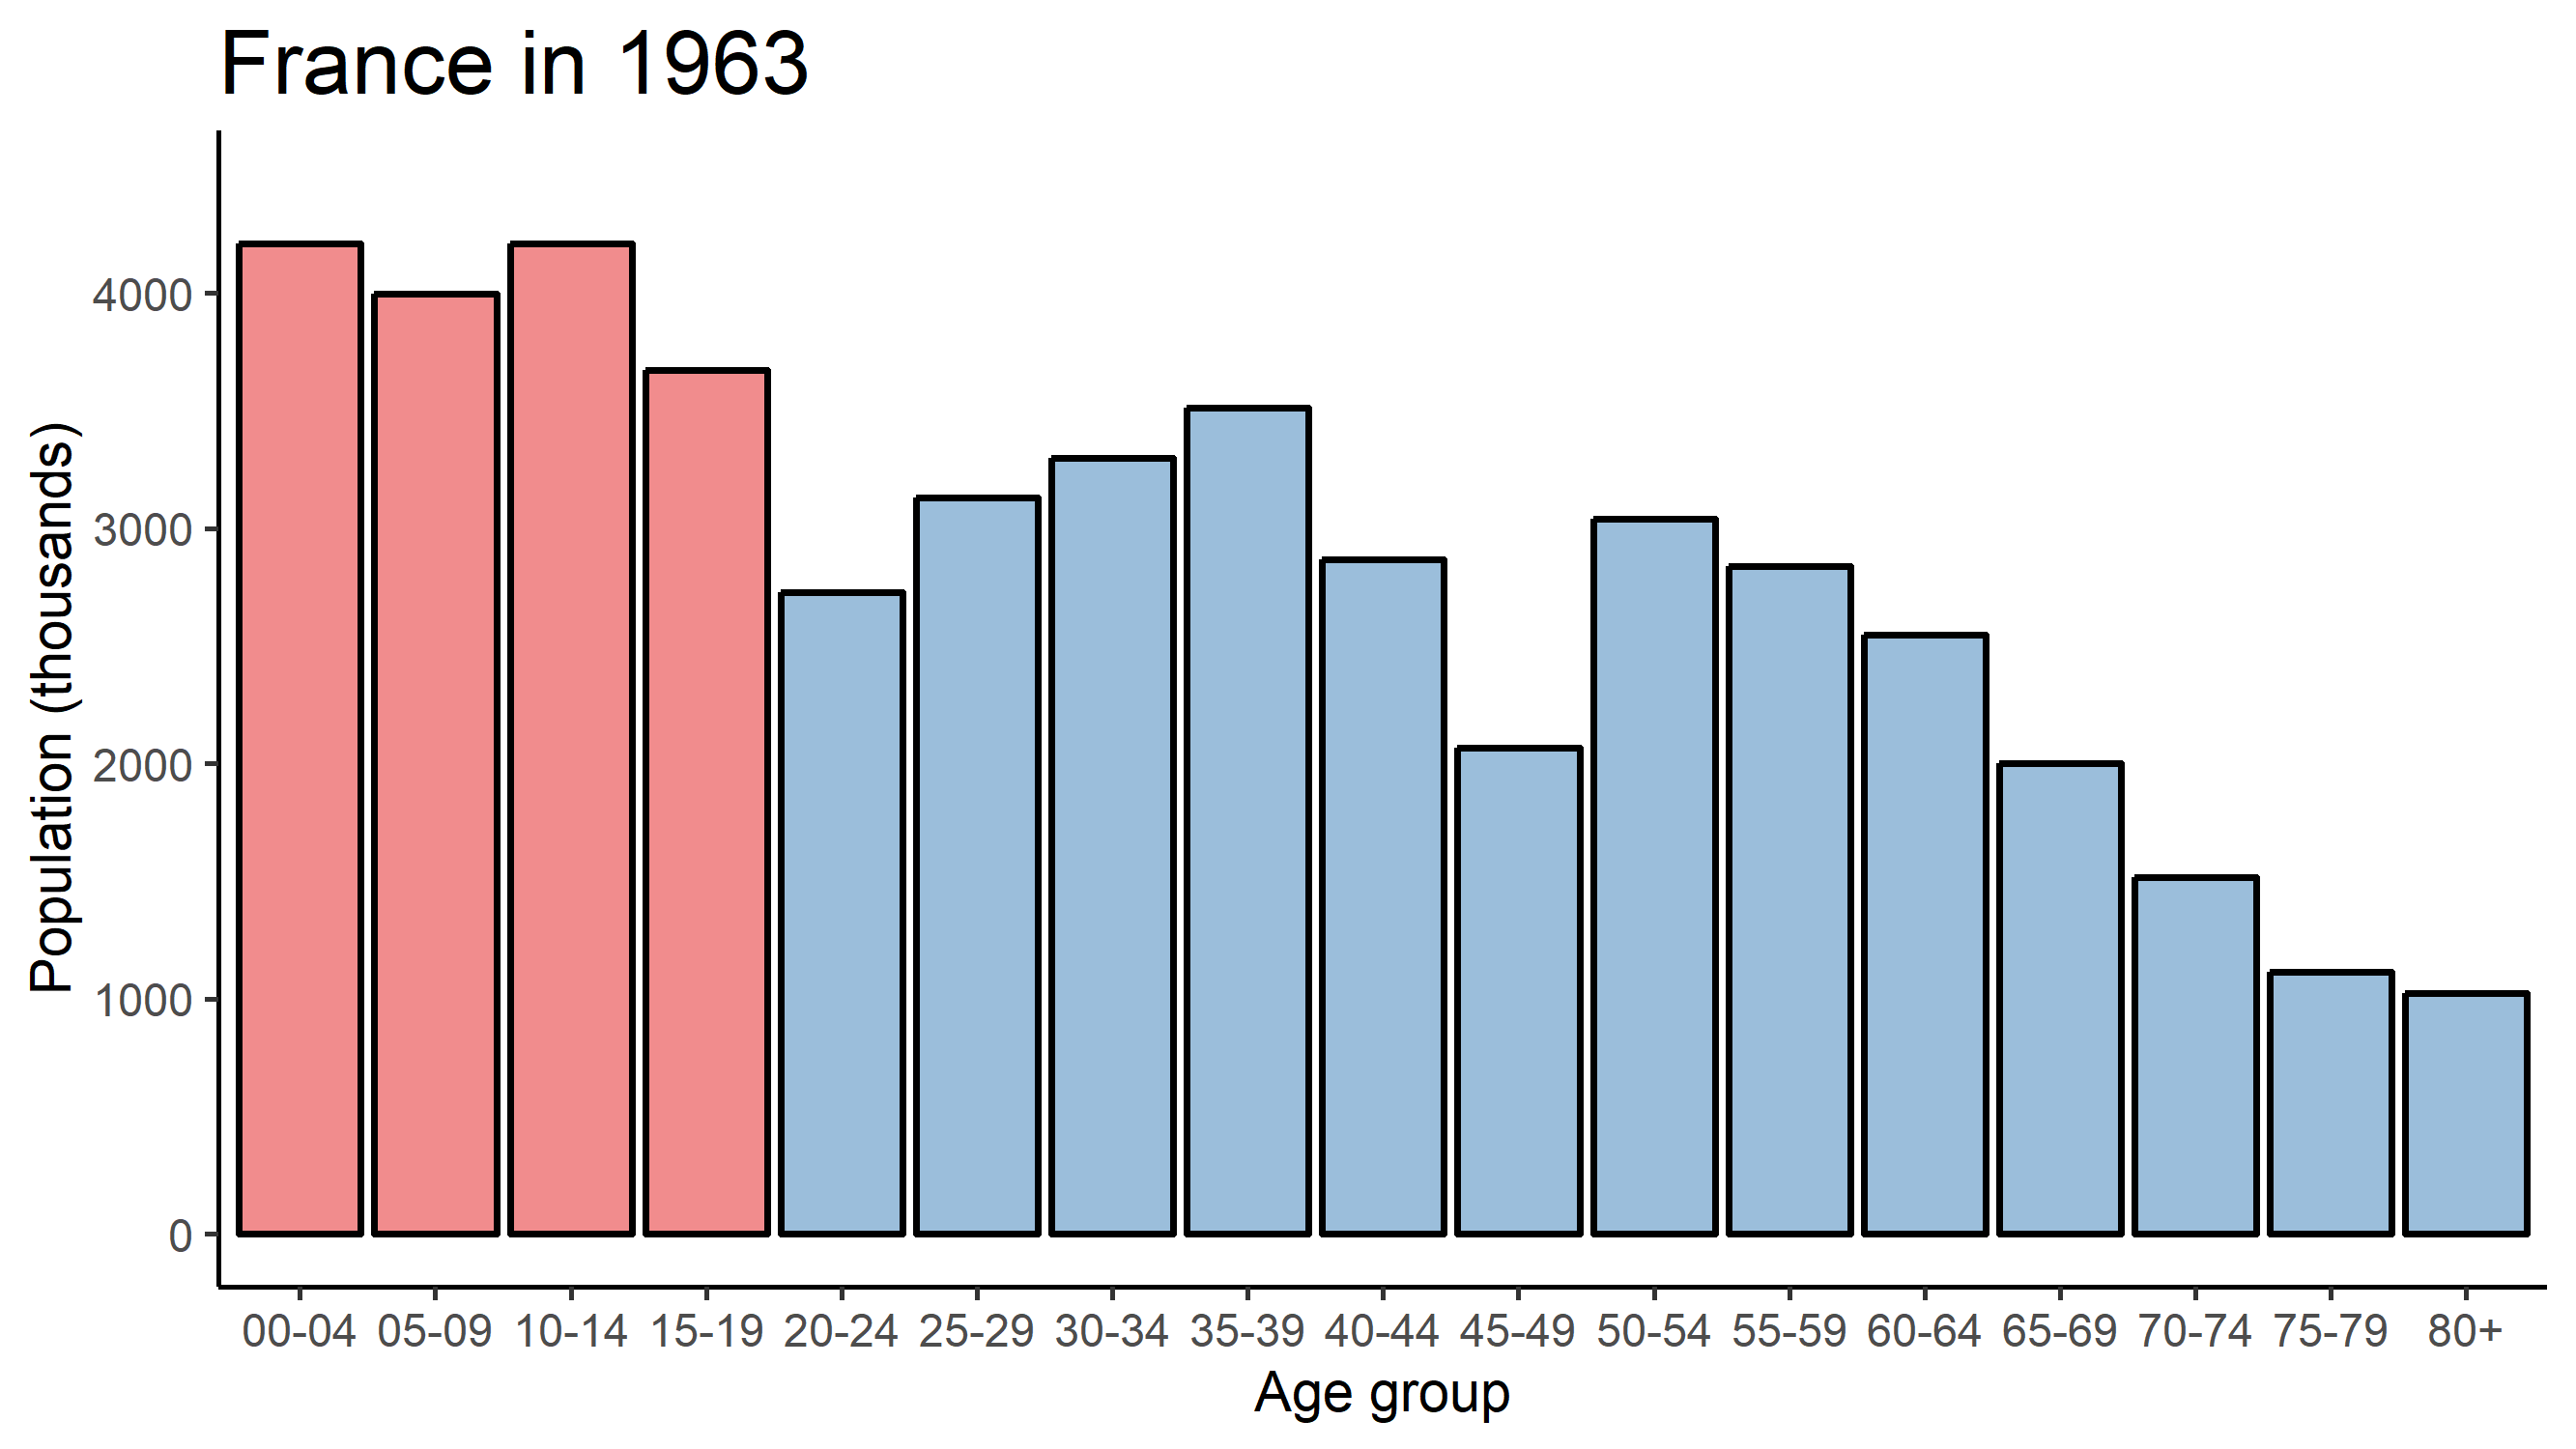 France in 1963
Population (thousands)
4000
3000
2000
1000
0
00-04 05-09 10-14 15-19 20-24 25-29 30-34 35-39 40-44 45-49 50-54 55-59 60-64 65-69 70-74 75-79 80+
Age group